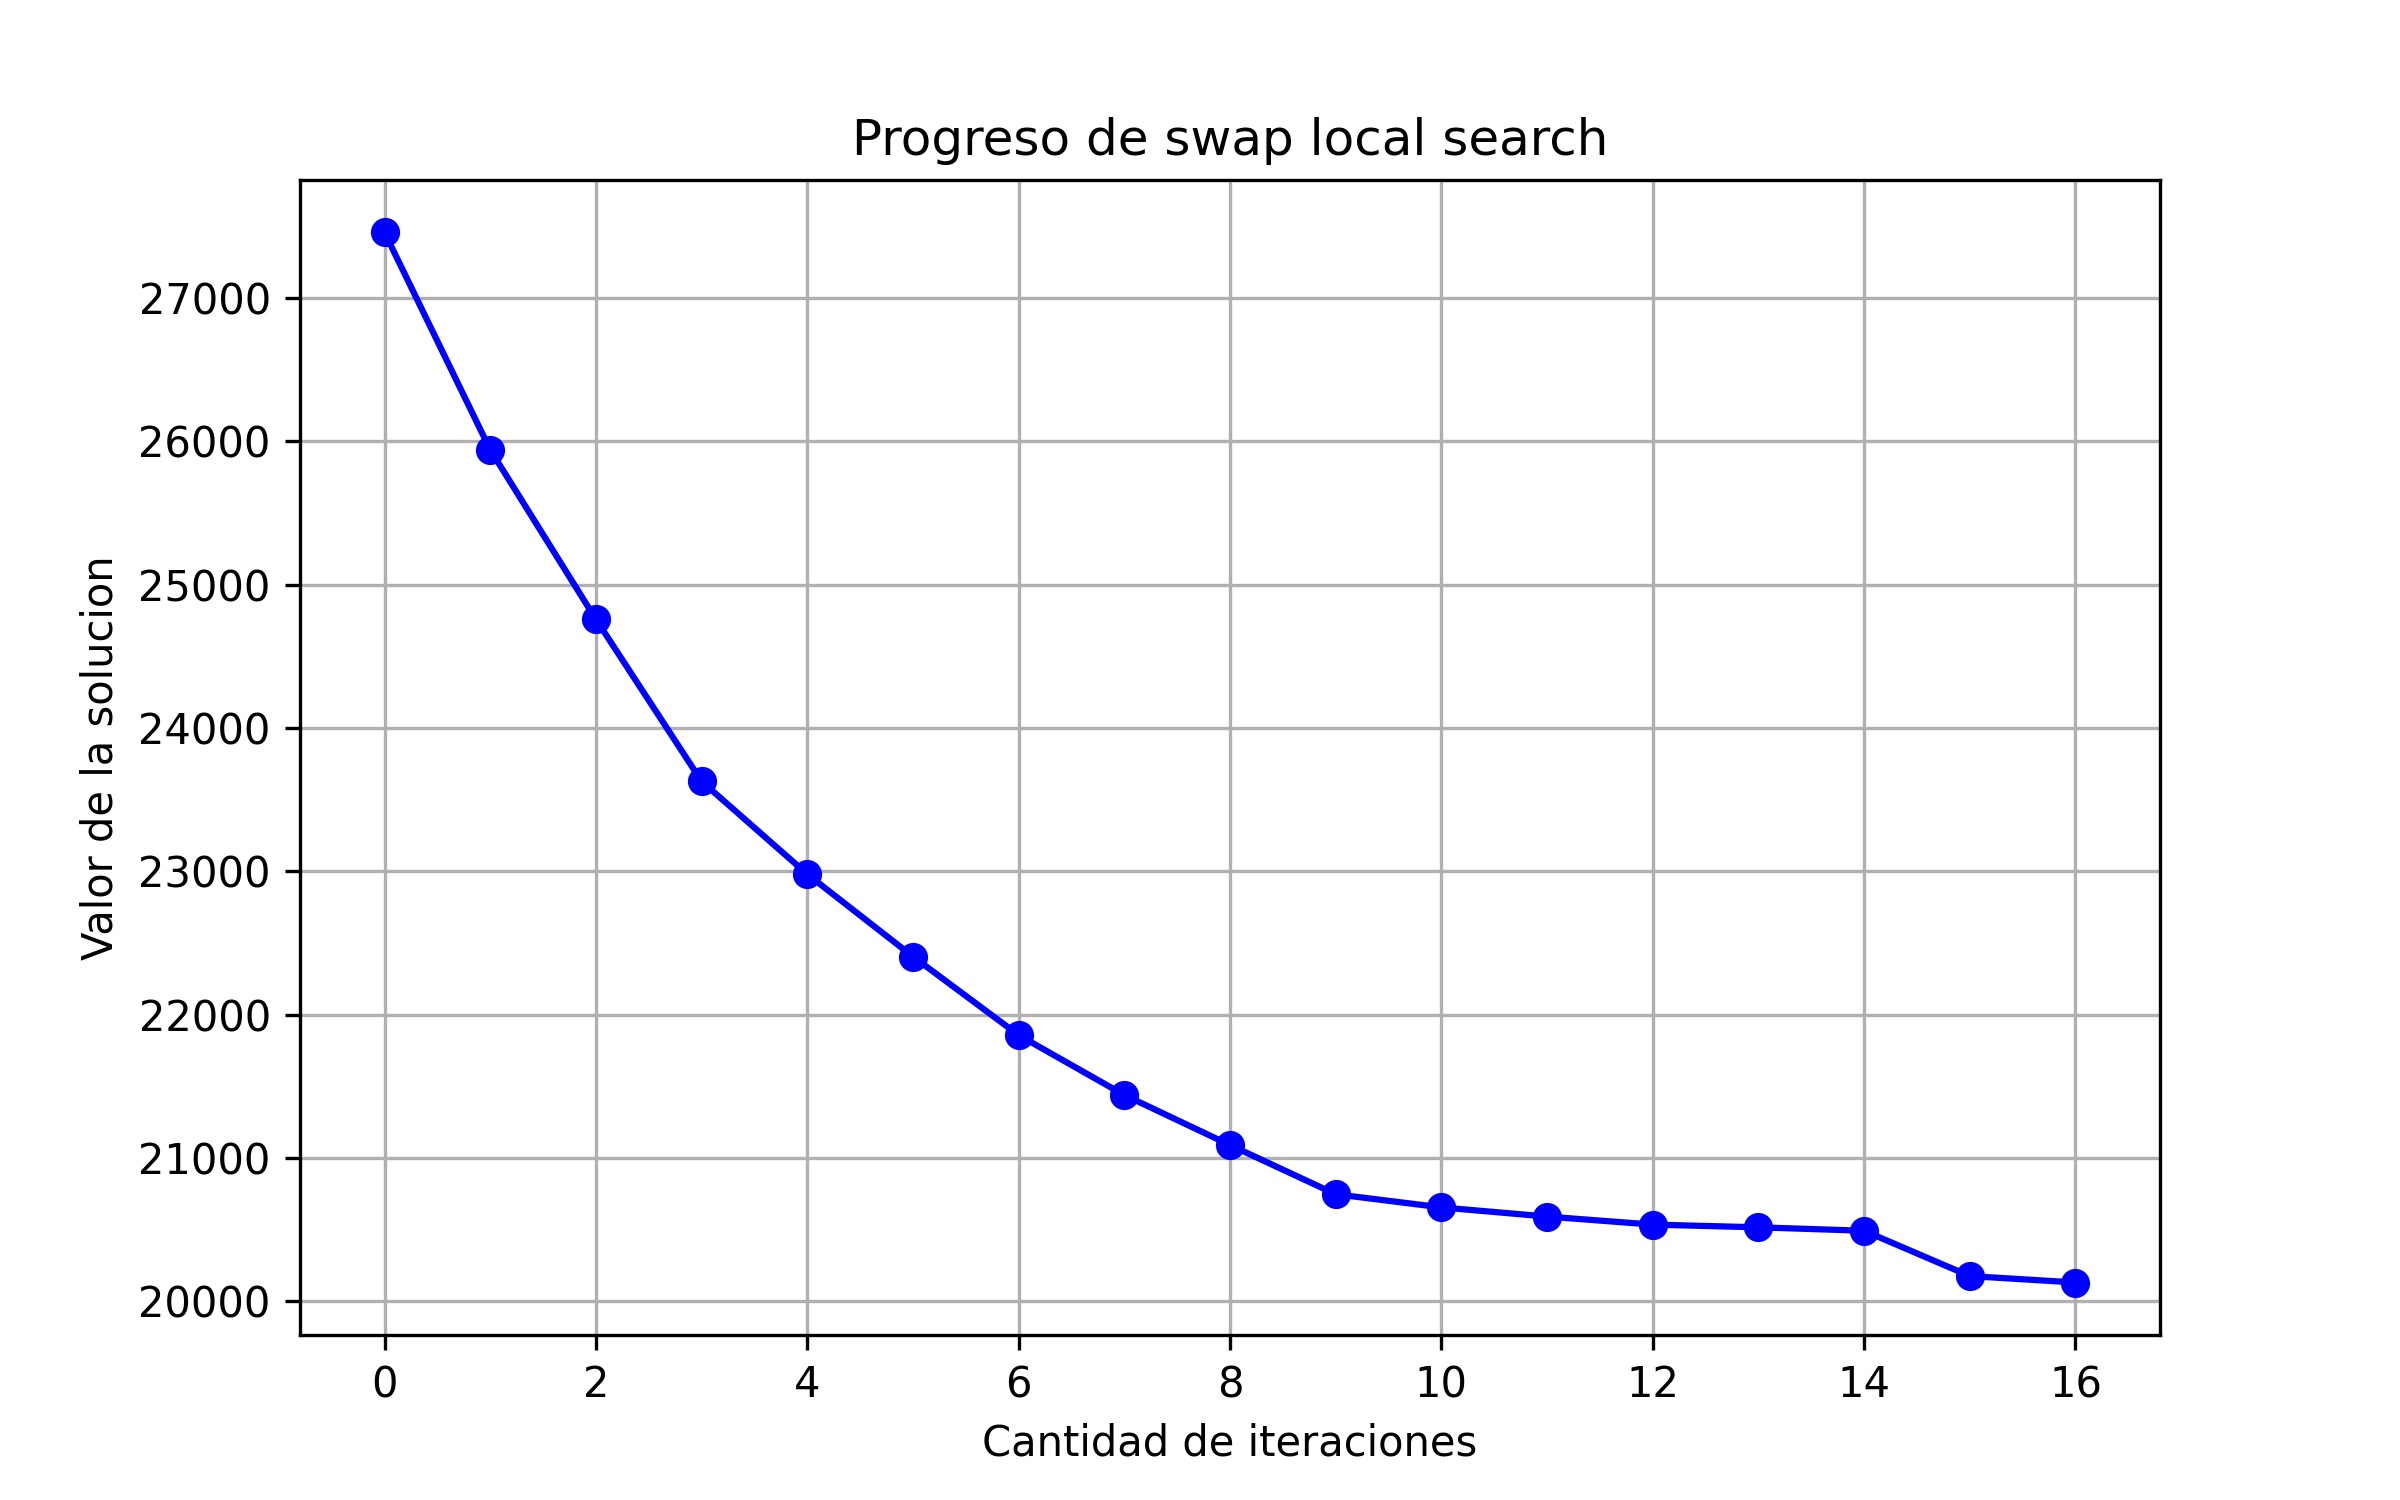 Progreso de swap local search
Valor de la solucion
27000
26000
25000
24000
23000
22000
21000
20000
0 2 4 6 8 10 12 14 16
Cantidad de iteraciones